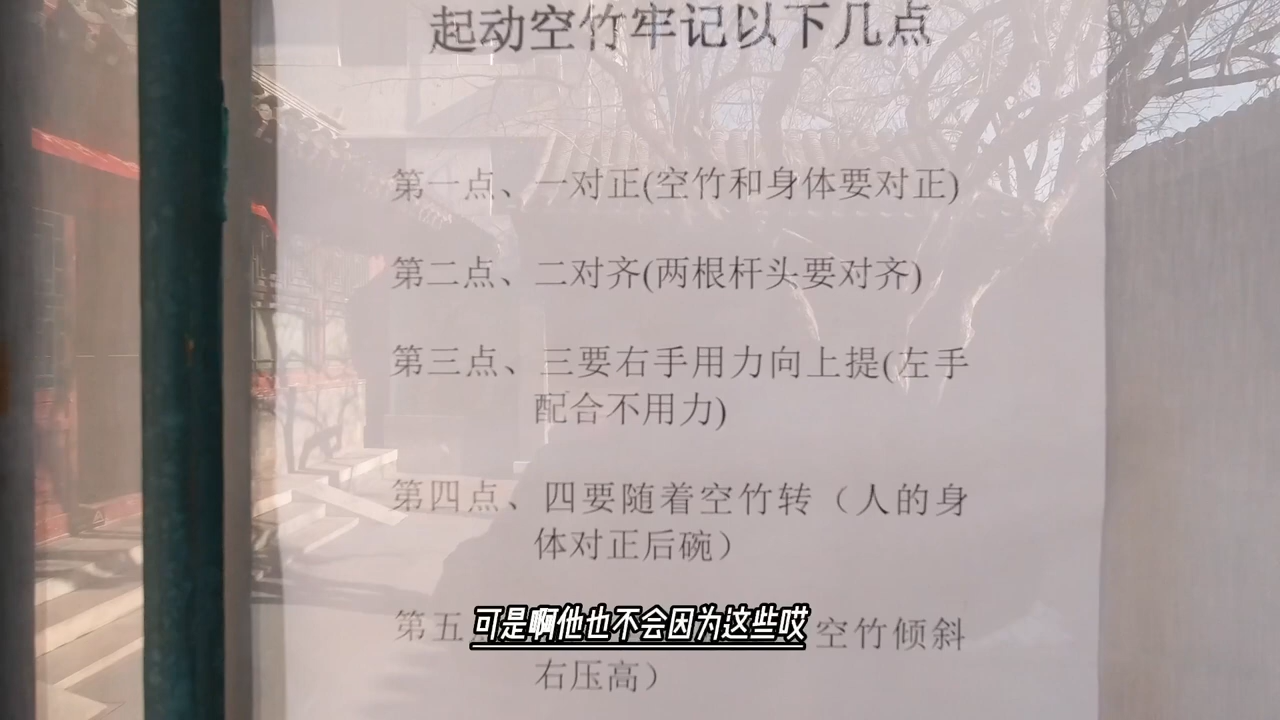 起动空竹牢记以下几点
第一点、一对正(空竹和身体要对正)
第二点、二对齐(两根杆头要对齐)
第三点、三要右手用力向上提(左手
配合不用力)
第四点、四要随着空竹转（人的身
体对正后碗）
第五
空竹倾斜
可是啊他也不会因为这些哎
右压高）